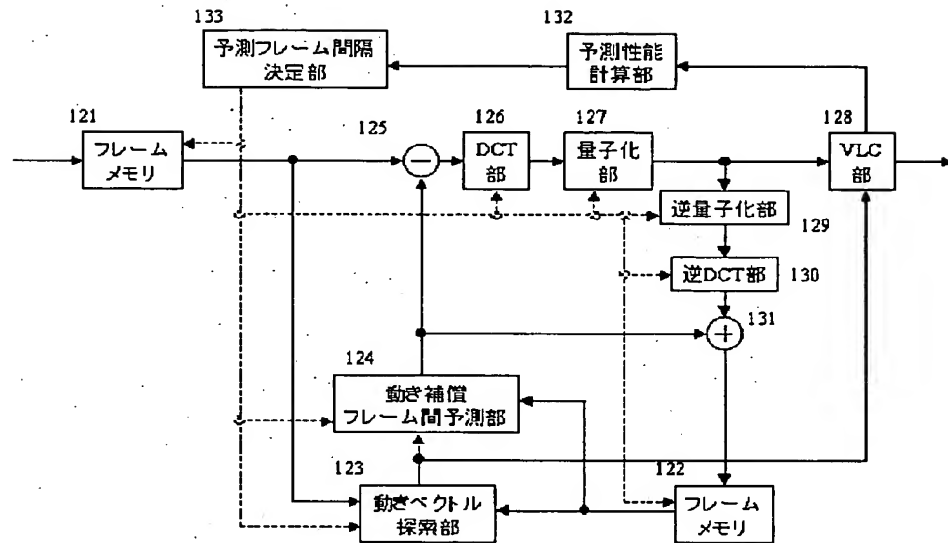 133
予測フレーム間隔
決定部
132
予測性能
計算部
121
フレーム
メモリ
125
−
126
DCT
部
127
量子化
部
128
VLC
部
逆量子化部
129
逆DCT部
130
+
131
124
動き補償
フレーム間予測部
123
動きベクトル
探索部
122
フレーム
メモリ